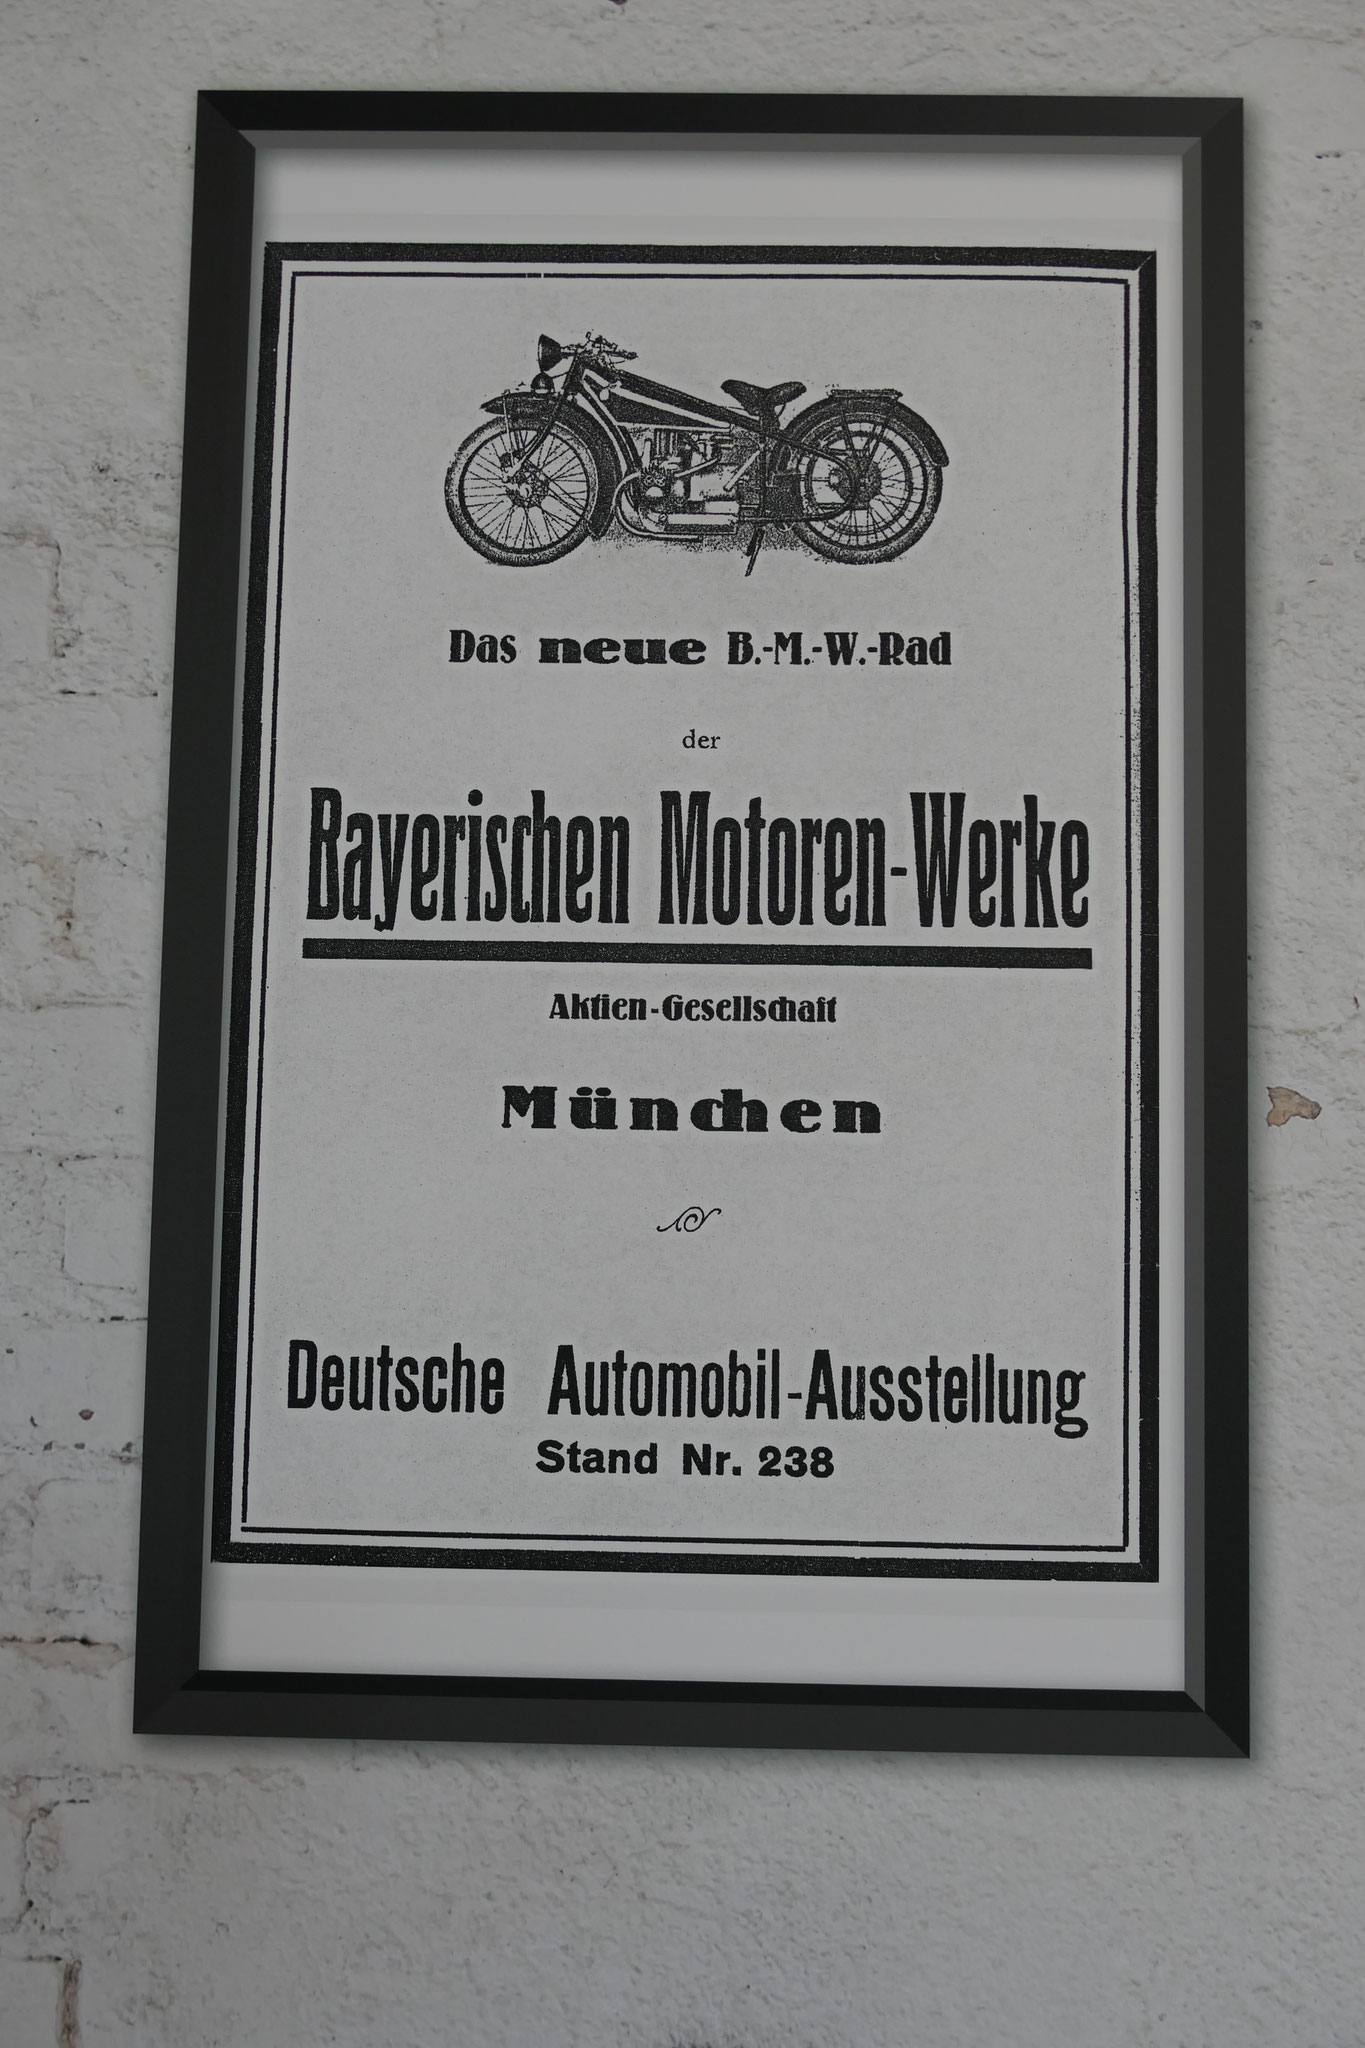 Das neue B.-M.-W.-Rad
der
Bayerischen Motoren-Werke
Aktien-Gesellschaft
München
Deutsche Automobil-Ausstellung
Stand Nr. 238